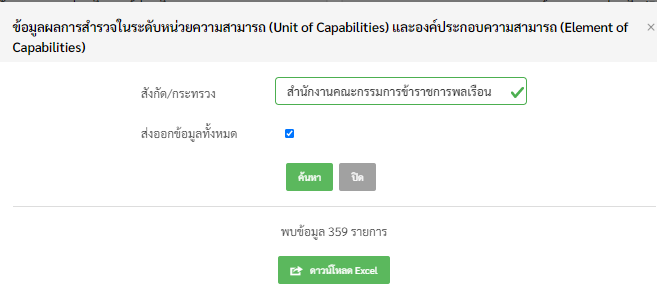 ข้อมูลผลการสำรวจในระดับหน่วยความสามารถ (Unit of Capabilities) และองค์ประกอบความสามารถ (Element of
Capabilities)
×
สังกัด/กระทรวง
สำนักงานคณะกรรมการข้าราชการพลเรือน
ส่งออกข้อมูลทั้งหมด
ค้นหา
ปิด
พบข้อมูล 359 รายการ
ดาวน์โหลด Excel